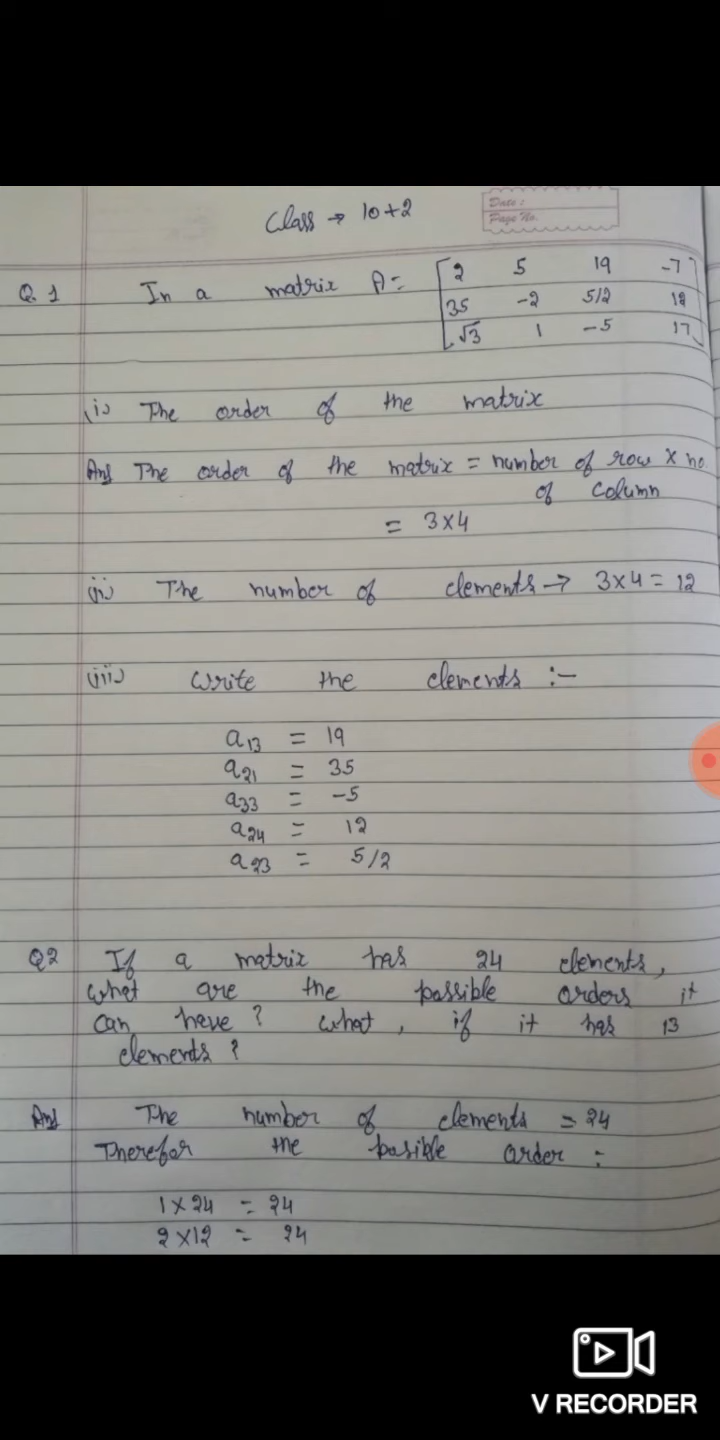 Class → 10+2
Date :
Page No.
Q.1 In a matrix A= [2 5 19 -7
35 -2 5/2 12
√3 1 -5 17]
(i) The order of the matrix
Ans The order of the matrix = number of row × no.
of column
= 3×4
(ii) The number of elements → 3×4 = 12
(iii) Write the elements :-
a13 = 19
a21 = 35
a33 = -5
a24 = 12
a23 = 5/2
Q2 If a matrix has 24 elements,
what are the possible orders it
can have? what, if it has 13
elements?
Ans The number of elements = 24
Therefor the posible order :
1×24 = 24
2×12 = 24
V RECORDER